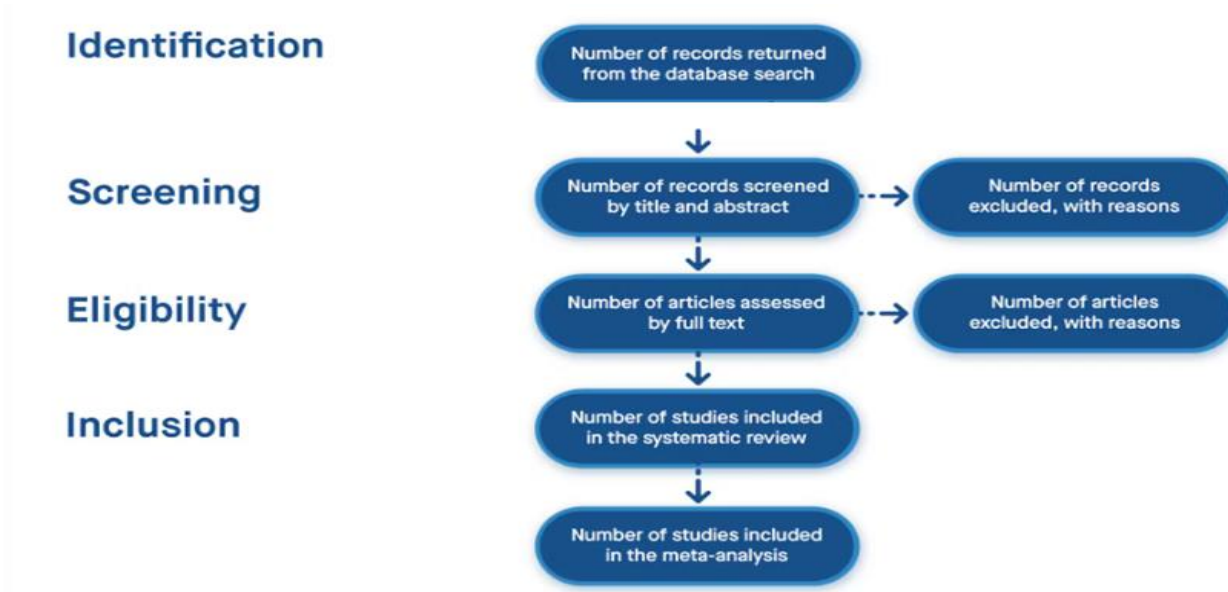 Identification
Number of records returned
from the database search
Screening
Number of records screened
by title and abstract
Number of records
excluded, with reasons
Eligibility
Number of articles assessed
by full text
Number of articles
excluded, with reasons
Inclusion
Number of studies included
in the systematic review
Number of studies included
in the meta-analysis